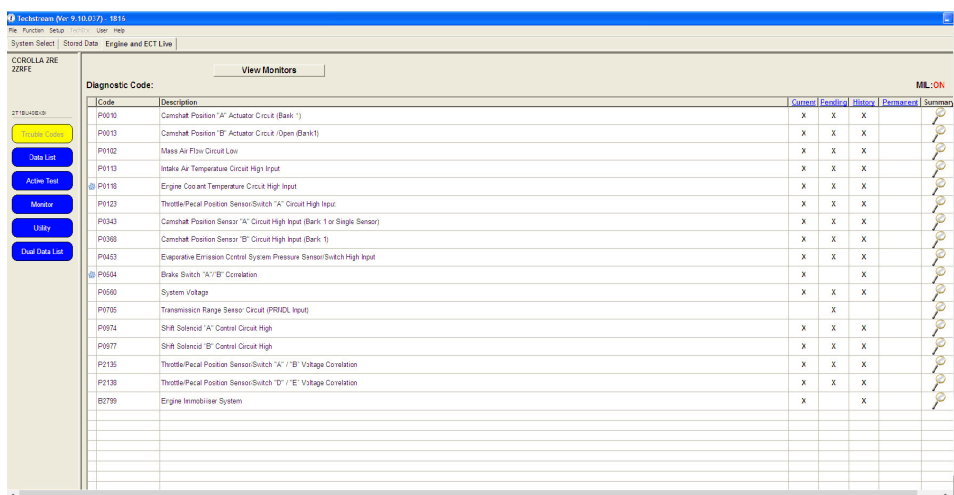 Techstream (Ver 9.10.037) - 1816
File Function Setup User Help
System Select Stored Data Engine and ECT Live
COROLLA ZRE
2ZRFE
View Monitors
Diagnostic Code: MIL:ON
Code Description Current Pending History Permanent Summary
P0010 Camshaft Position "A" Actuator Circuit (Bank 1) X X X
P0013 Camshaft Position "B" Actuator Circuit /Open (Bank1) X X X
Trouble Codes
P0102 Mass Air Flow Circuit Low X X X
Data List
P0113 Intake Air Temperature Circuit High Input X X X
Active Test
P0118 Engine Coolant Temperature Circuit High Input X X X
Monitor
P0123 Throttle/Pedal Position Sensor/Switch "A" Circuit High Input X X X
Utility
P0343 Camshaft Position Sensor "A" Circuit High Input (Bank 1 or Single Sensor) X X X
P0368 Camshaft Position Sensor "B" Circuit High Input (Bank 1) X X X
Dual Data List
P0453 Evaporative Emission Control System Pressure Sensor/Switch High Input X X X
P0504 Brake Switch "A"/"B" Correlation X X
P0560 System Voltage X X X
P0705 Transmission Range Sensor Circuit (PRNDL Input) X
P0974 Shift Solenoid "A" Control Circuit High X X X
P0977 Shift Solenoid "B" Control Circuit High X X X
P2135 Throttle/Pedal Position Sensor/Switch "A" / "B" Voltage Correlation X X X
P2138 Throttle/Pedal Position Sensor/Switch "D" / "E" Voltage Correlation X X X
B2799 Engine Immobiliser System X X